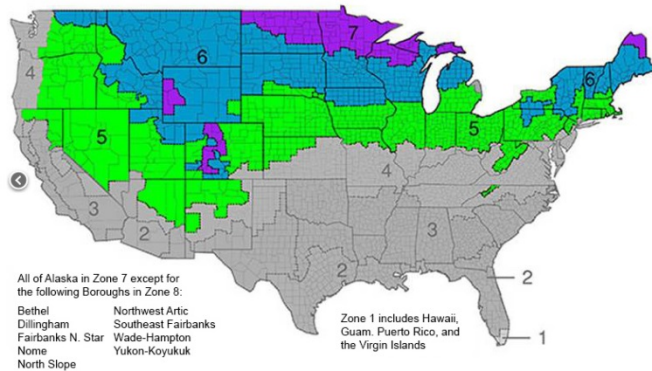 7
6
6
4
5
5
4
3
3
2
2
2
1
All of Alaska in Zone 7 except for
the following Boroughs in Zone 8:
Bethel Northwest Artic
Dillingham Southeast Fairbanks
Fairbanks N. Star Wade-Hampton
Nome Yukon-Koyukuk
North Slope
Zone 1 includes Hawaii,
Guam. Puerto Rico, and
the Virgin Islands